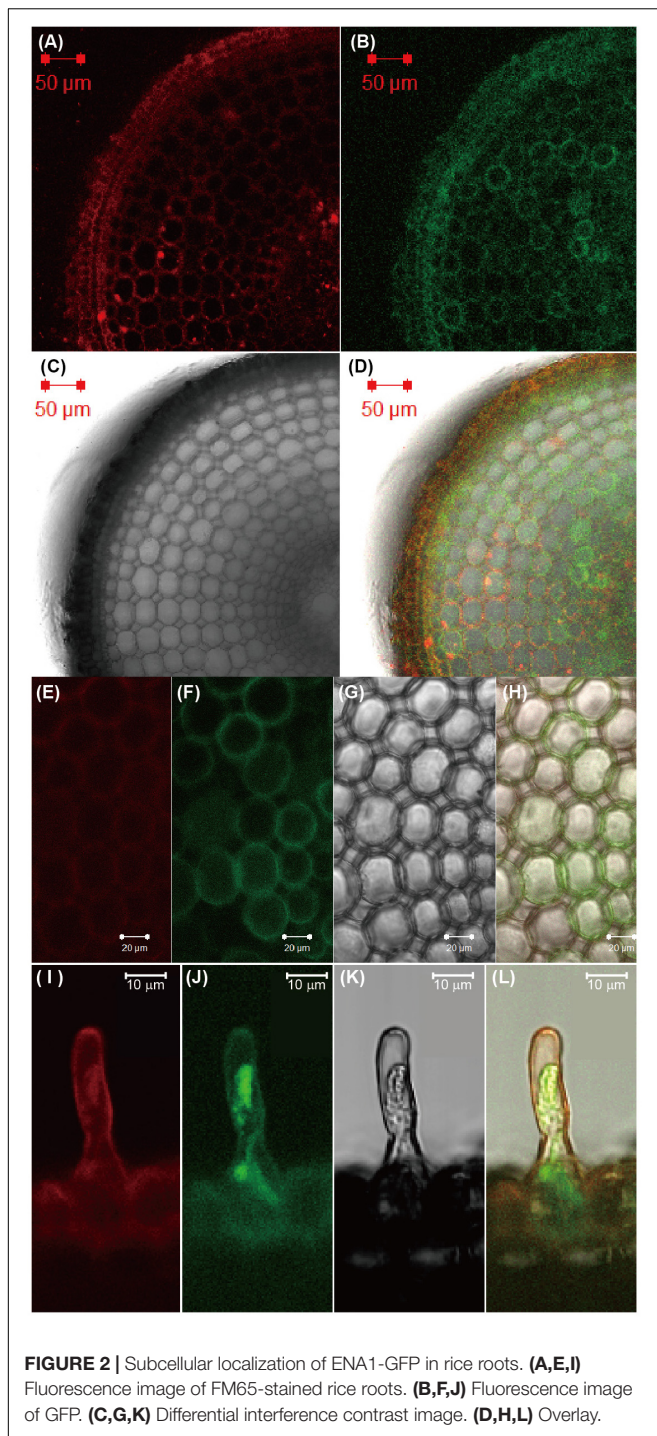 (A)
50 µm
(B)
50 µm
(C)
50 µm
(D)
50 µm
(E)
20 µm
(F)
20 µm
(G)
20 µm
(H)
20 µm
( I )
10 µm
(J)
10 µm
(K)
10 µm
(L)
10 µm
FIGURE 2 | Subcellular localization of ENA1-GFP in rice roots. (A,E,I)
Fluorescence image of FM65-stained rice roots. (B,F,J) Fluorescence image
of GFP. (C,G,K) Differential interference contrast image. (D,H,L) Overlay.